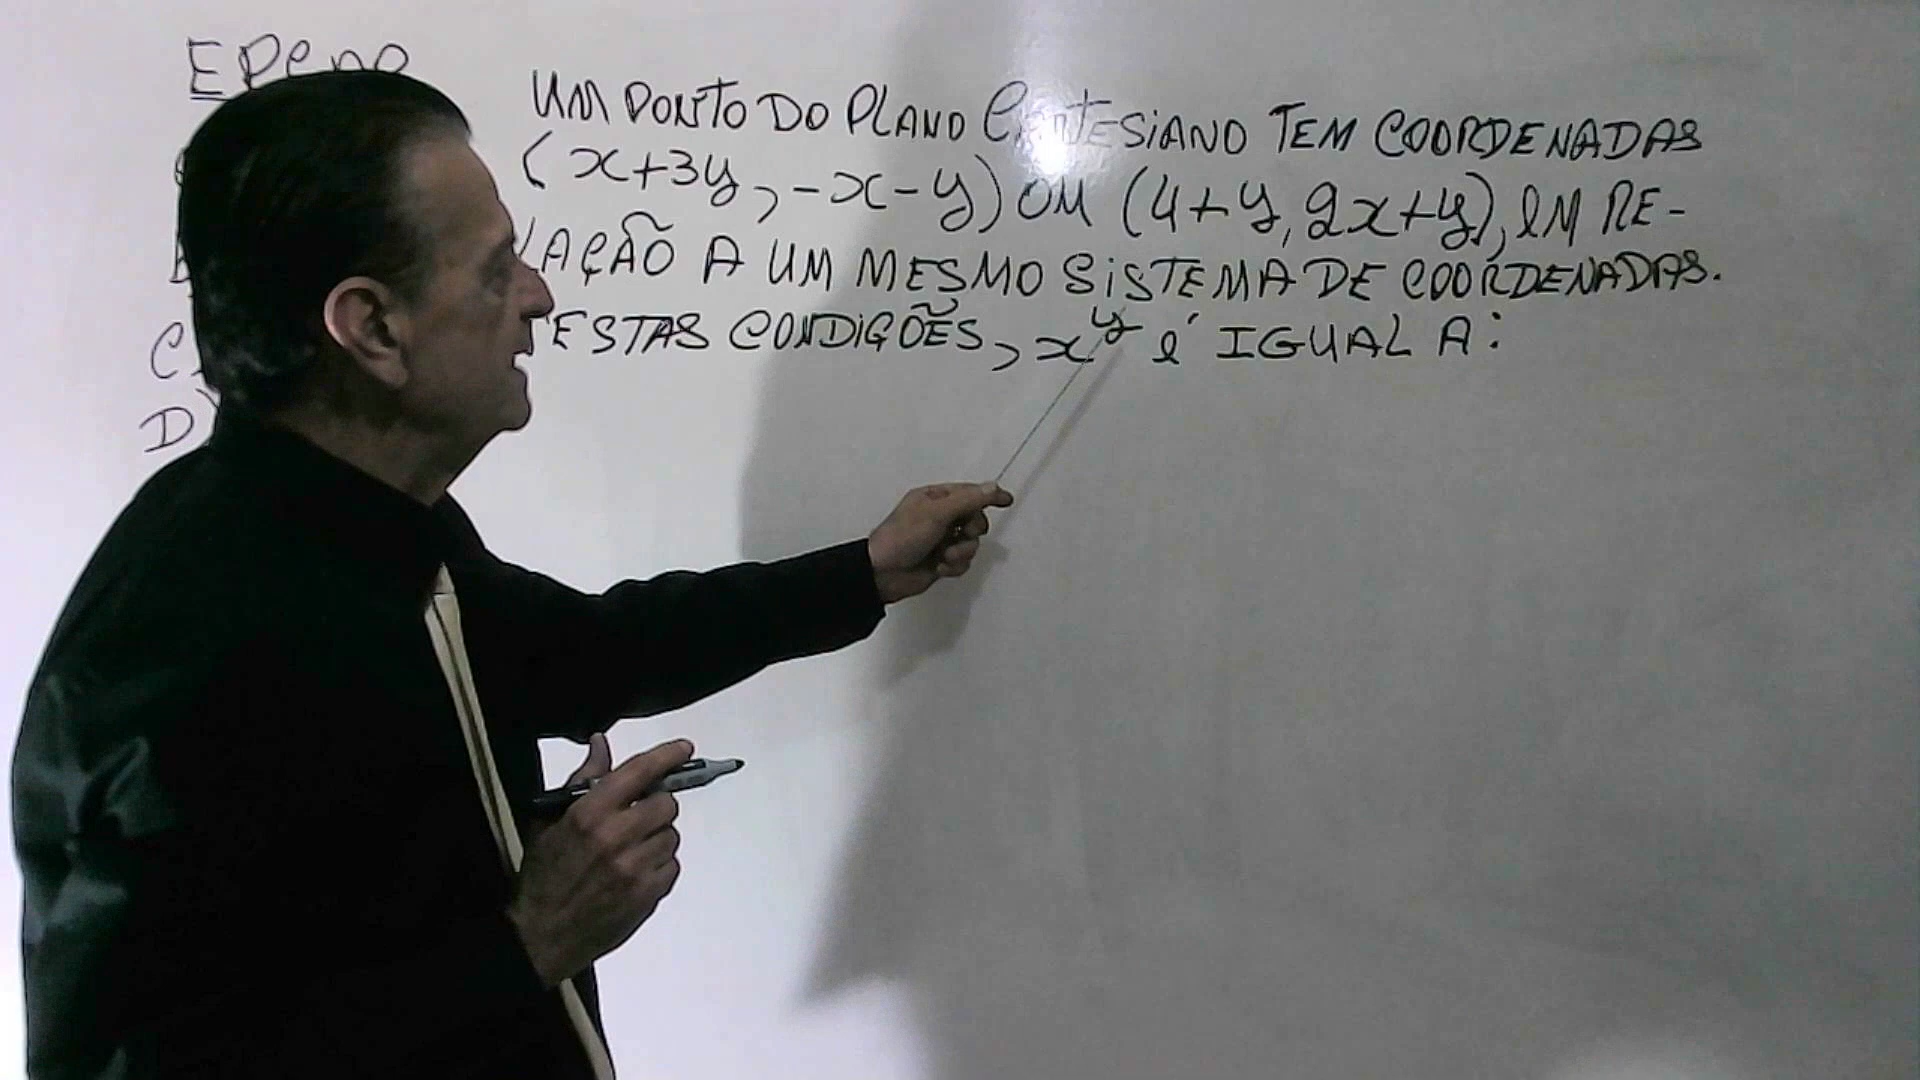 UM PONTO DO PLANO CARTESIANO TEM COORDENADAS
(x+3y, -x-y) OU (4+y, 2x+y), EM RE-
LAÇÃO A UM MESMO SISTEMA DE COORDENADAS.
ESTAS CONDIÇÕES, x^y é IGUAL A:
C
D)